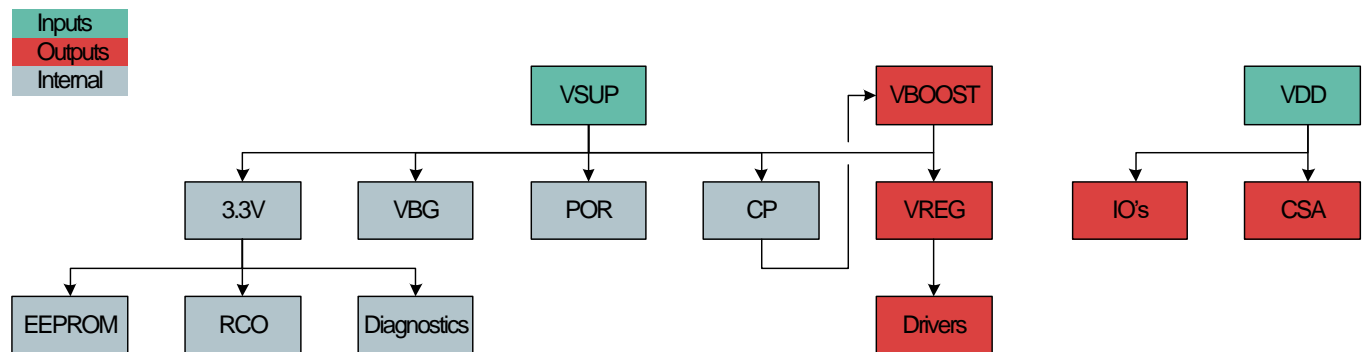 Inputs
Outputs
Internal
VSUP
VBOOST
VDD
3.3V
VBG
POR
CP
VREG
IO's
CSA
EEPROM
RCO
Diagnostics
Drivers